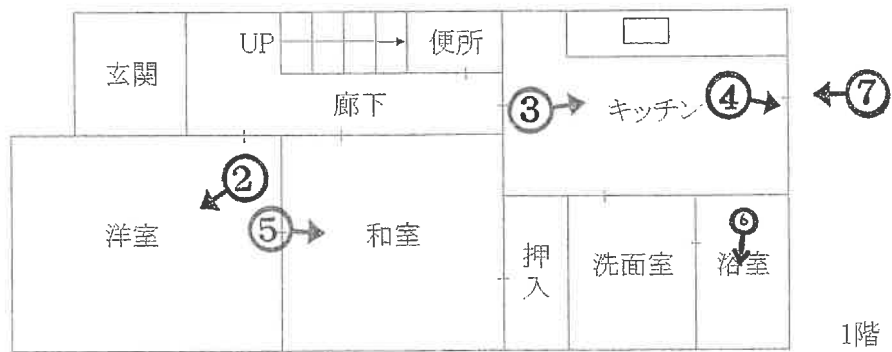 玄関
UP
便所
廊下
③
キッチン
④
⑦
②
洋室
⑤
和室
押入
洗面室
⑥
浴室
1階